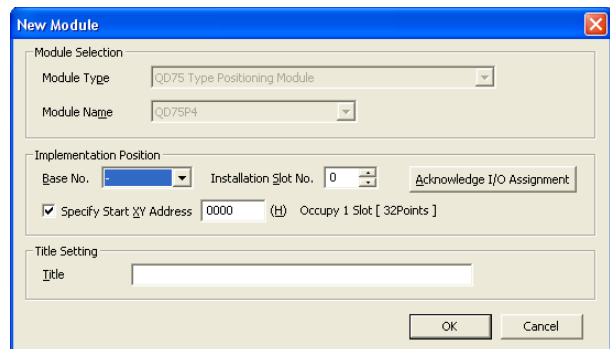 New Module
Module Selection
Module Type QD75 Type Positioning Module
Module Name QD75P4
Implementation Position
Base No. - Installation Slot No. 0 Acknowledge I/O Assignment
Specify Start XY Address 0000 (H) Occupy 1 Slot [ 32Points ]
Title Setting
Title
OK Cancel